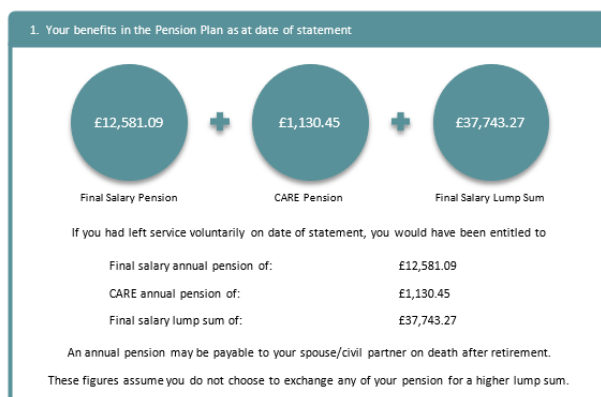 1. Your benefits in the Pension Plan as at date of statement
£12,581.09
£1,130.45
£37,743.27
Final Salary Pension
CARE Pension
Final Salary Lump Sum
If you had left service voluntarily on date of statement, you would have been entitled to
Final salary annual pension of: £12,581.09
CARE annual pension of: £1,130.45
Final salary lump sum of: £37,743.27
An annual pension may be payable to your spouse/civil partner on death after retirement.
These figures assume you do not choose to exchange any of your pension for a higher lump sum.